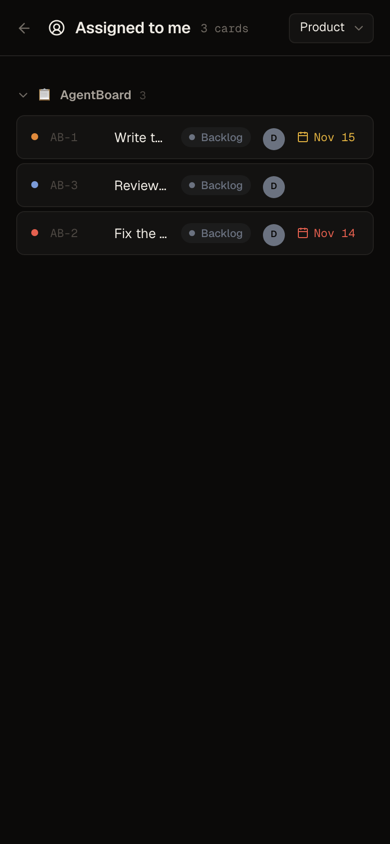 Assigned to me 3 cards Product
AgentBoard 3
AB-1 Write t... Backlog D Nov 15
AB-3 Review... Backlog D
AB-2 Fix the ... Backlog D Nov 14